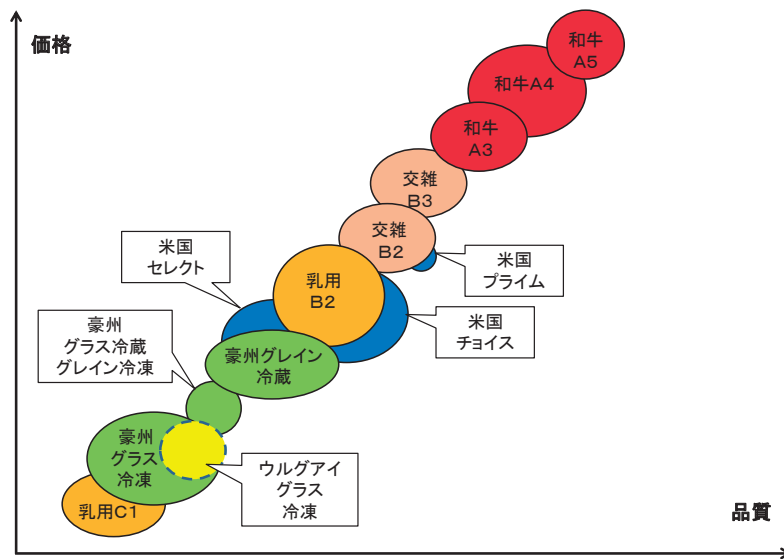 価格
和牛
A5
和牛A4
和牛
A3
交雑
B3
交雑
B2
米国
セレクト
米国
プライム
乳用
B2
豪州
グラス冷蔵
グレイン冷凍
米国
チョイス
豪州グレイン
冷蔵
豪州
グラス
冷凍
ウルグアイ
グラス
冷凍
乳用C1
品質